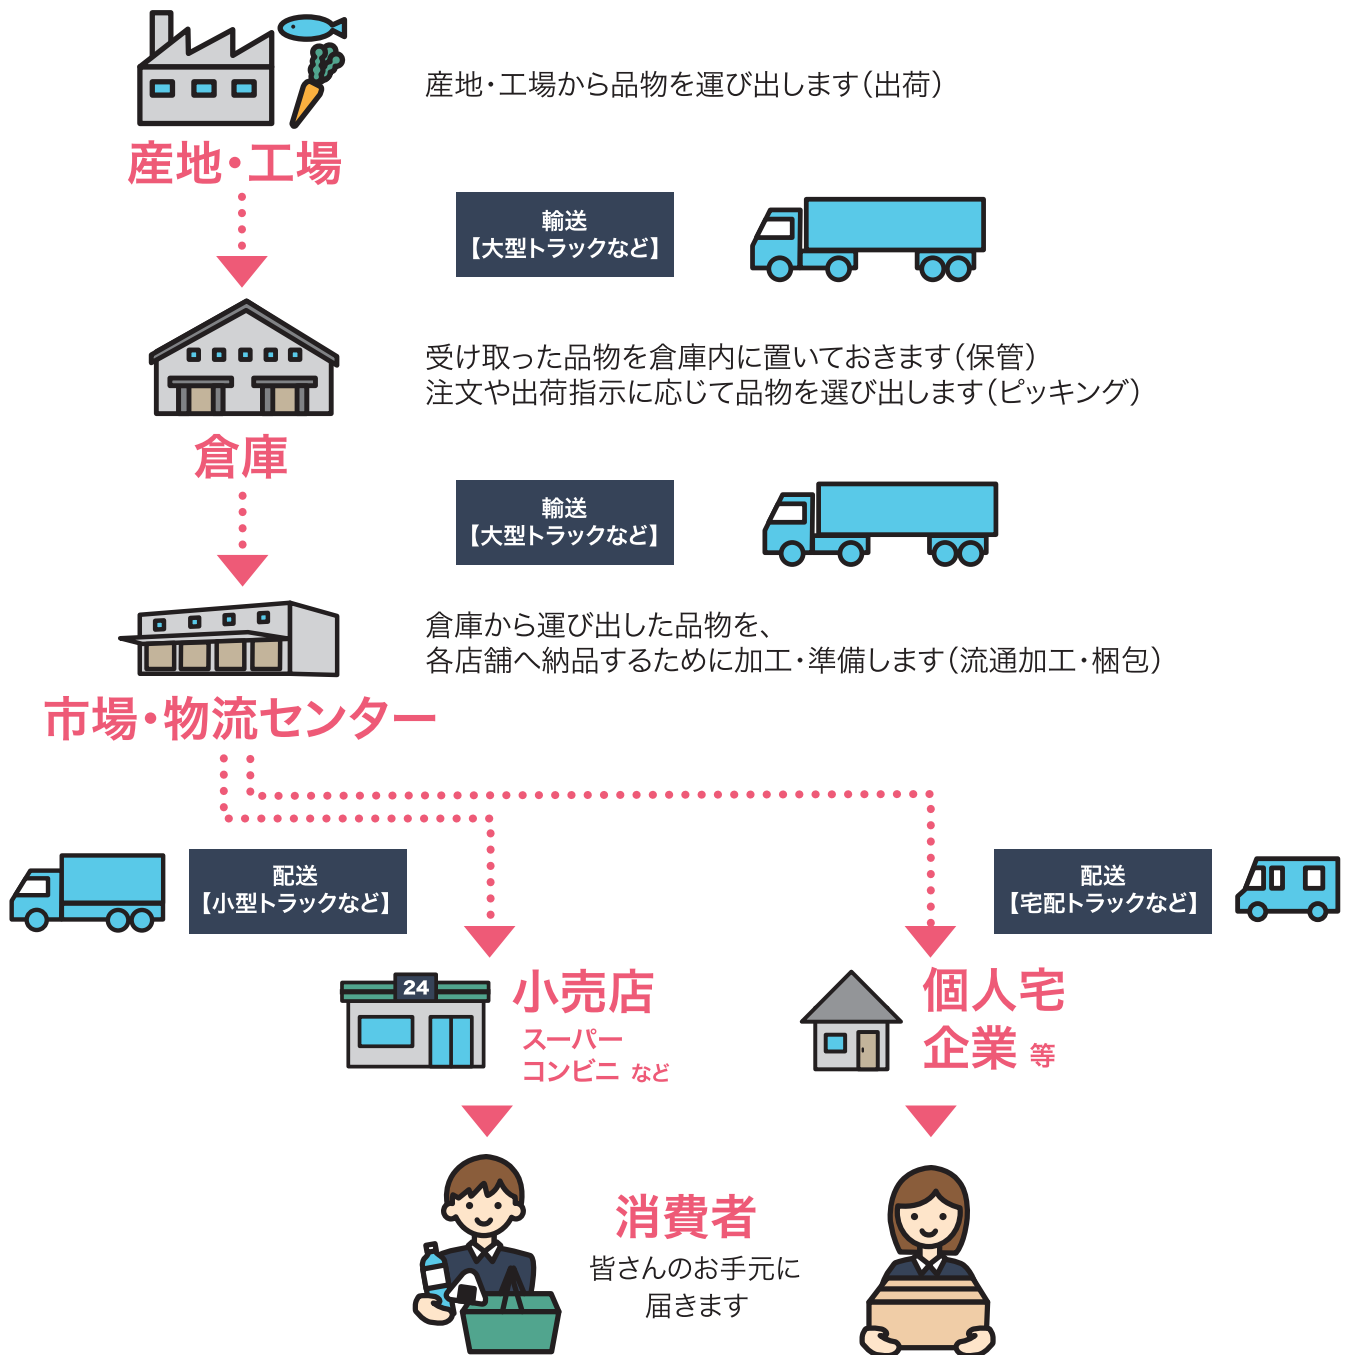 産地・工場から品物を運び出します（出荷）
産地・工場
輸送
【大型トラックなど】
受け取った品物を倉庫内に置いておきます（保管）
注文や出荷指示に応じて品物を選び出します（ピッキング）
倉庫
輸送
【大型トラックなど】
倉庫から運び出した品物を、
各店舗へ納品するために加工・準備します（流通加工・梱包）
市場・物流センター
配送
【小型トラックなど】
配送
【宅配トラックなど】
24
小売店
スーパー
コンビニ など
個人宅
企業 等
消費者
皆さんのお手元に
届きます